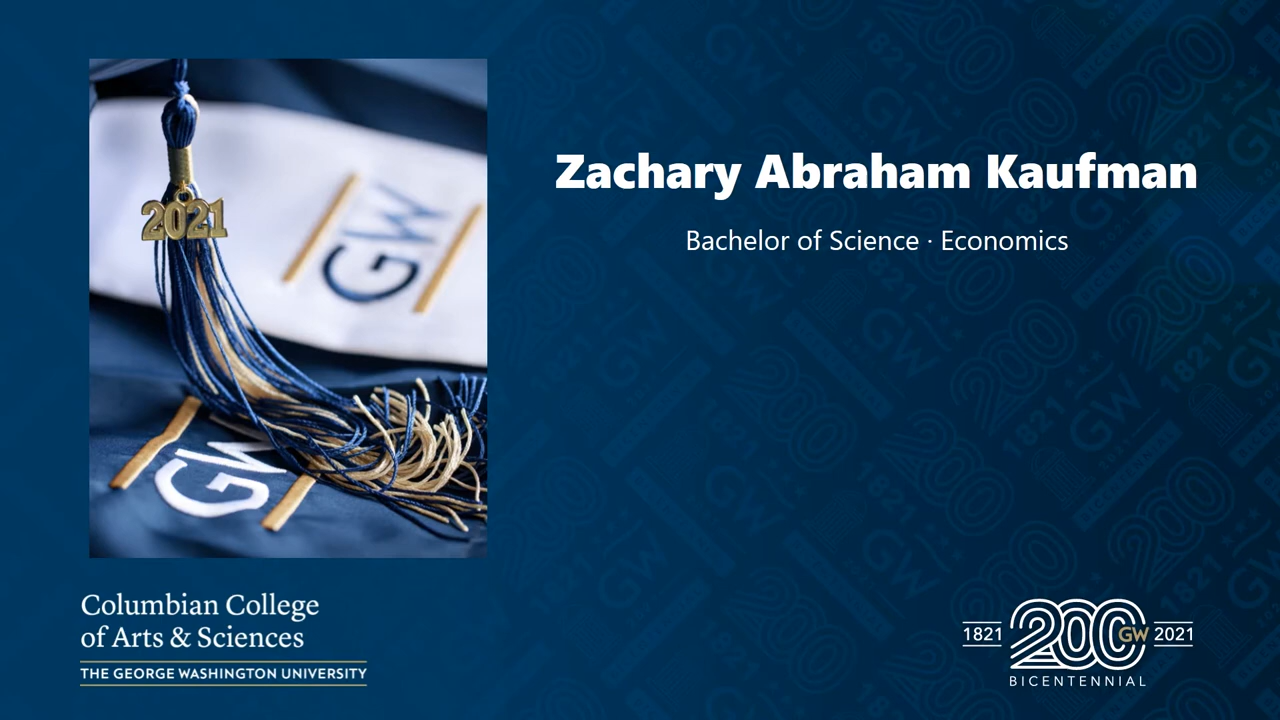 2021
GW
GW
Zachary Abraham Kaufman
Bachelor of Science · Economics
Columbian College
of Arts & Sciences
THE GEORGE WASHINGTON UNIVERSITY
1821 200 GW 2021
BICENTENNIAL